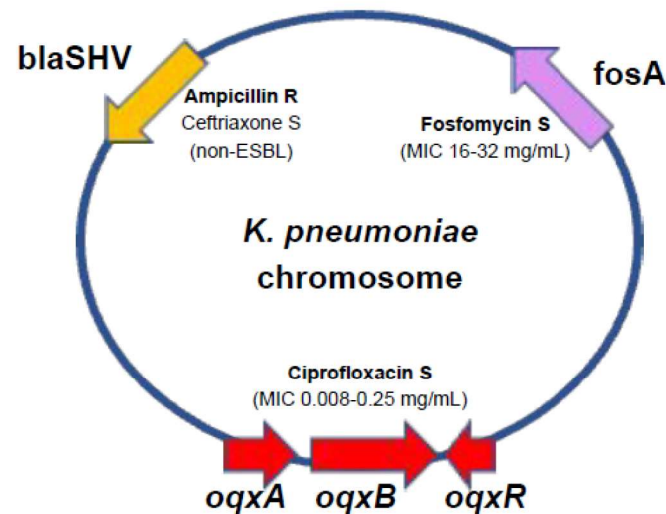 blaSHV
fosA
Ampicillin R
Ceftriaxone S
(non-ESBL)
Fosfomycin S
(MIC 16-32 mg/mL)
K. pneumoniae
chromosome
Ciprofloxacin S
(MIC 0.008-0.25 mg/mL)
oqxA oqxB oqxR